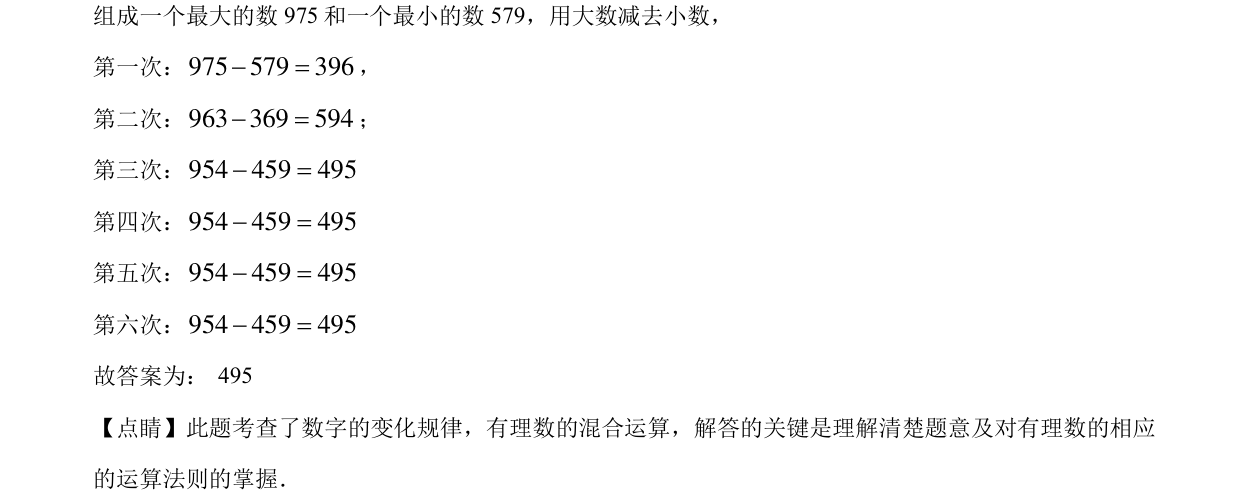 组成一个最大的数 975 和一个最小的数 579，用大数减去小数，
第一次：975－579＝396，
第二次：963－369＝594；
第三次：954－459＝495
第四次：954－459＝495
第五次：954－459＝495
第六次：954－459＝495
故答案为： 495
【点睛】此题考查了数字的变化规律，有理数的混合运算，解答的关键是理解清楚题意及对有理数的相应
的运算法则的掌握．